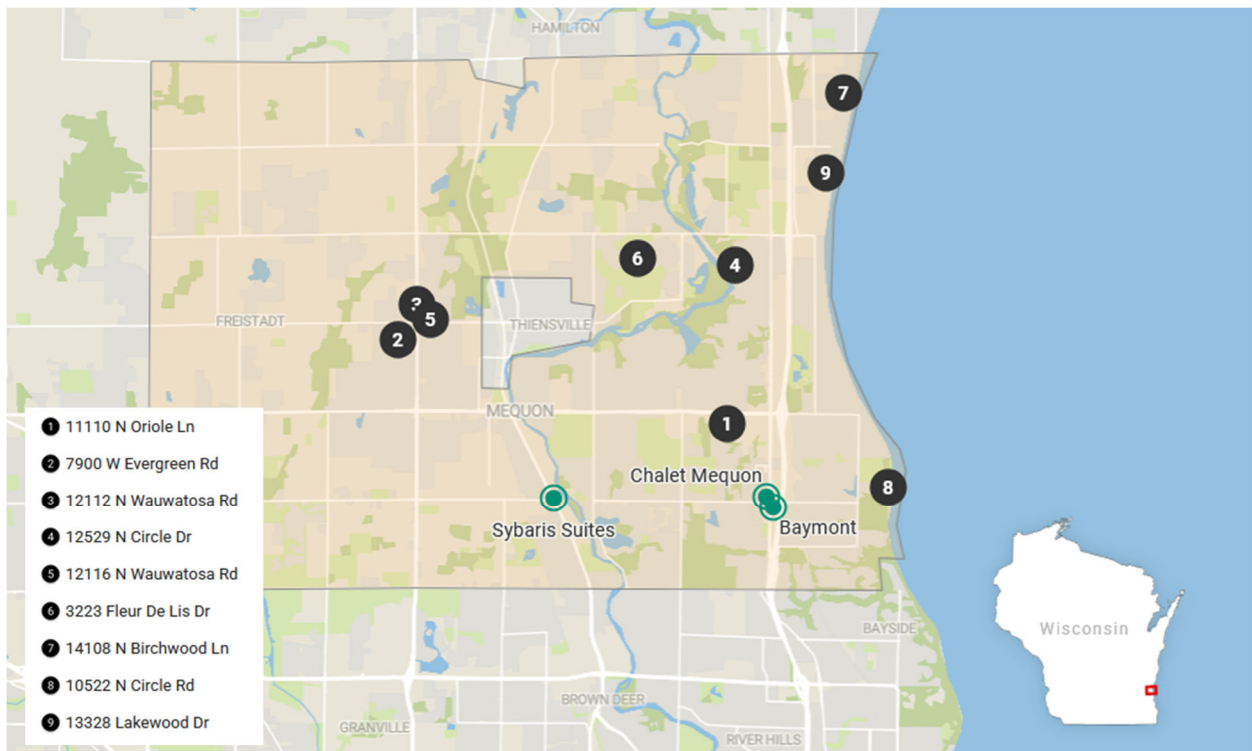 HAMILTON
7
9
6
4
3
5
2
FREISTADT
THIENSVILLE
MEQUON
1
Chalet Mequon
8
Sybaris Suites
Baymont
1 11110 N Oriole Ln
2 7900 W Evergreen Rd
3 12112 N Wauwatosa Rd
4 12529 N Circle Dr
5 12116 N Wauwatosa Rd
6 3223 Fleur De Lis Dr
7 14108 N Birchwood Ln
8 10522 N Circle Rd
9 13328 Lakewood Dr
Wisconsin
BAYSIDE
BROWN DEER
GRANVILLE
RIVER HILLS